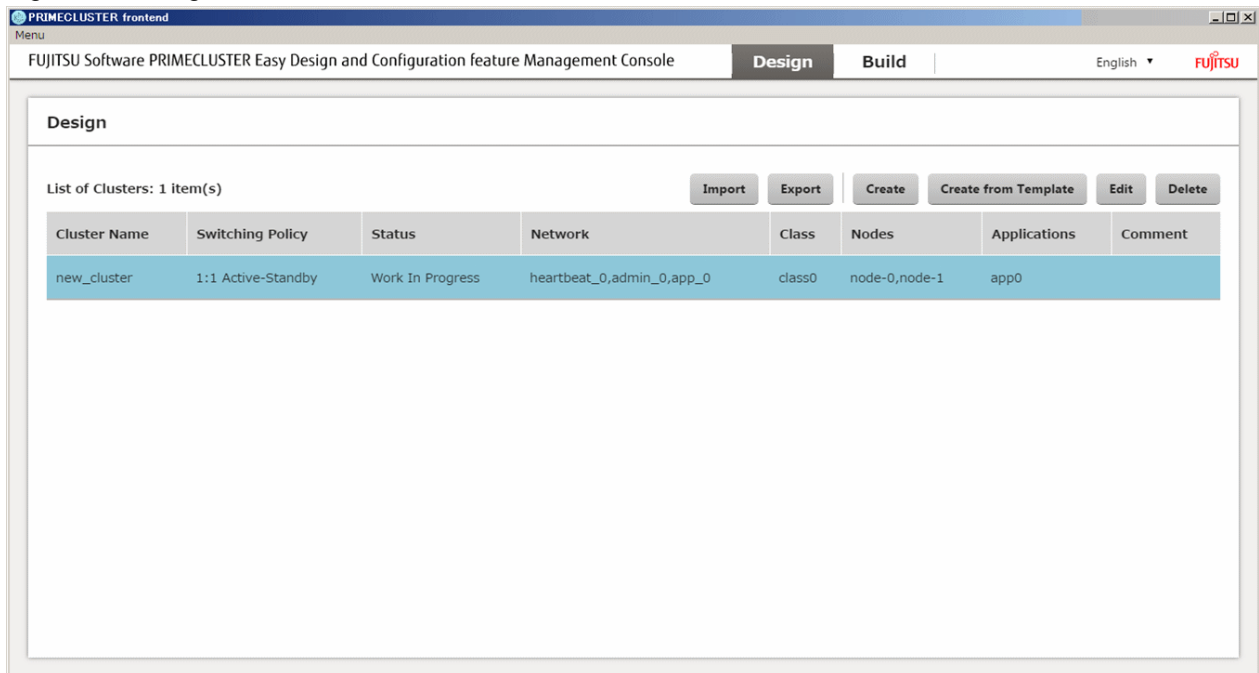 PRIMECLUSTER frontend
Menu
FUJITSU Software PRIMECLUSTER Easy Design and Configuration feature Management Console Design Build English ▼ FUJITSU
Design
List of Clusters: 1 item(s) Import Export Create Create from Template Edit Delete
Cluster Name Switching Policy Status Network Class Nodes Applications Comment
new_cluster 1:1 Active-Standby Work In Progress heartbeat_0,admin_0,app_0 class0 node-0,node-1 app0